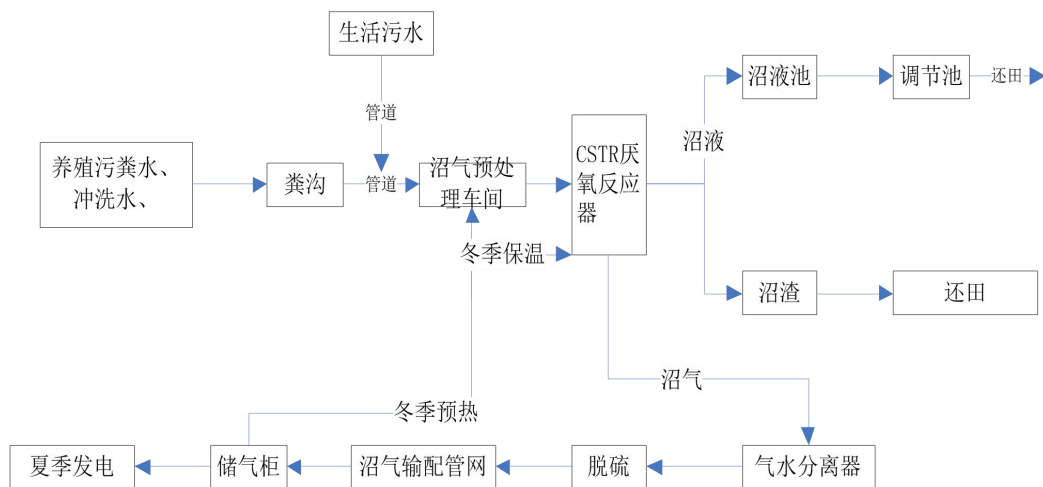 生活污水
管道
养殖污粪水、
冲洗水、
粪沟
管道
沼气预处
理车间
CSTR厌
氧反应
器
沼液
沼液池
调节池
还田
冬季保温
沼渣
还田
沼气
冬季预热
夏季发电
储气柜
沼气输配管网
脱硫
气水分离器